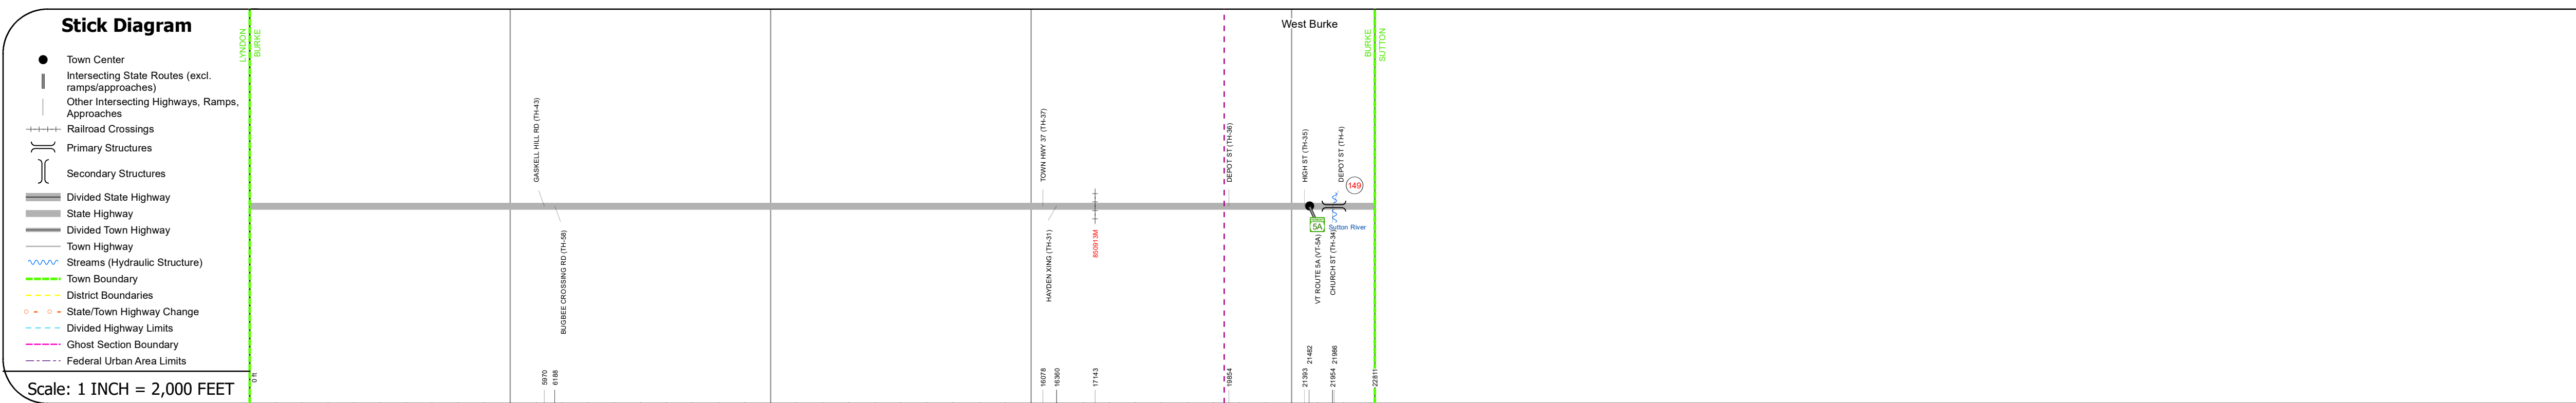 Stick Diagram
Town Center
Intersecting State Routes (excl.
ramps/approaches)
Other Intersecting Highways, Ramps,
Approaches
Railroad Crossings
Primary Structures
Secondary Structures
Divided State Highway
State Highway
Divided Town Highway
Town Highway
Streams (Hydraulic Structure)
Town Boundary
District Boundaries
State/Town Highway Change
Divided Highway Limits
Ghost Section Boundary
Federal Urban Area Limits
Scale: 1 INCH = 2,000 FEET
LYNDON
BURKE
West Burke
BURKE
SUTTON
GASKELL HILL RD (TH-43)
BUGBEE CROSSING RD (TH-58)
TOWN HWY 37 (TH-37)
HAYDEN XING (TH-31)
850913M
DEPOT ST (TH-36)
HIGH ST (TH-35)
DEPOT ST (TH-4)
149
5A
Sutton River
VT ROUTE 5A (VT-5A)
CHURCH ST (TH-34)
0 ft
5970
6188
16078
16360
17143
19854
21393
21482
21954
21986
22811